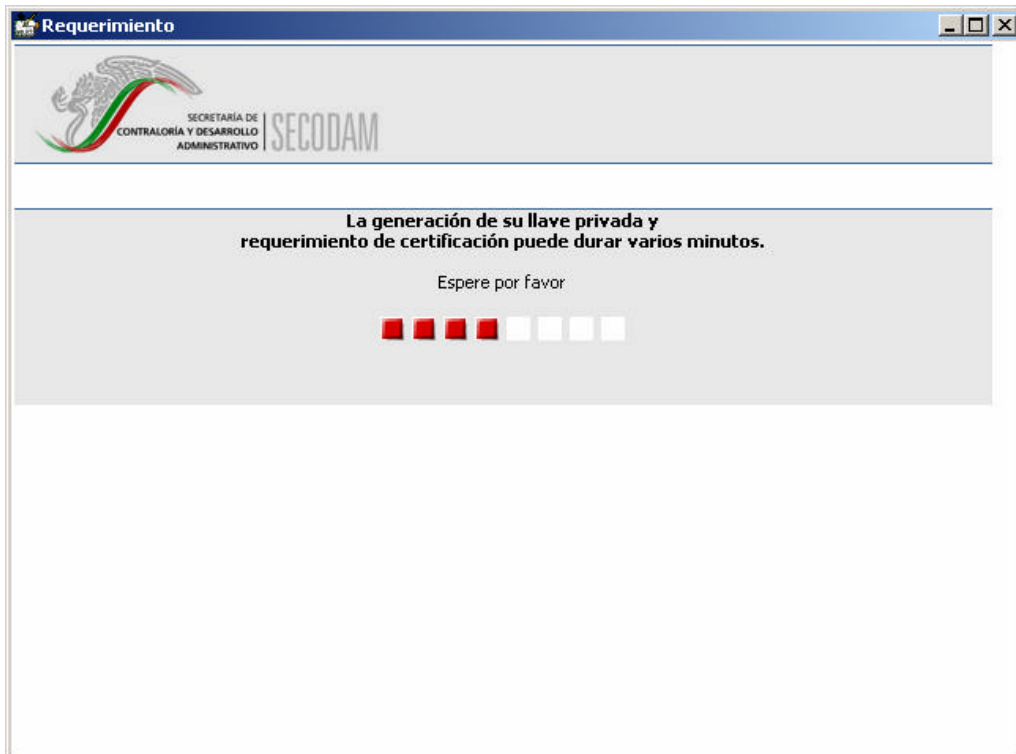 Requerimiento
SECRETARÍA DE
CONTRALORÍA Y DESARROLLO
ADMINISTRATIVO
SECODAM
La generación de su llave privada y
requerimiento de certificación puede durar varios minutos.
Espere por favor